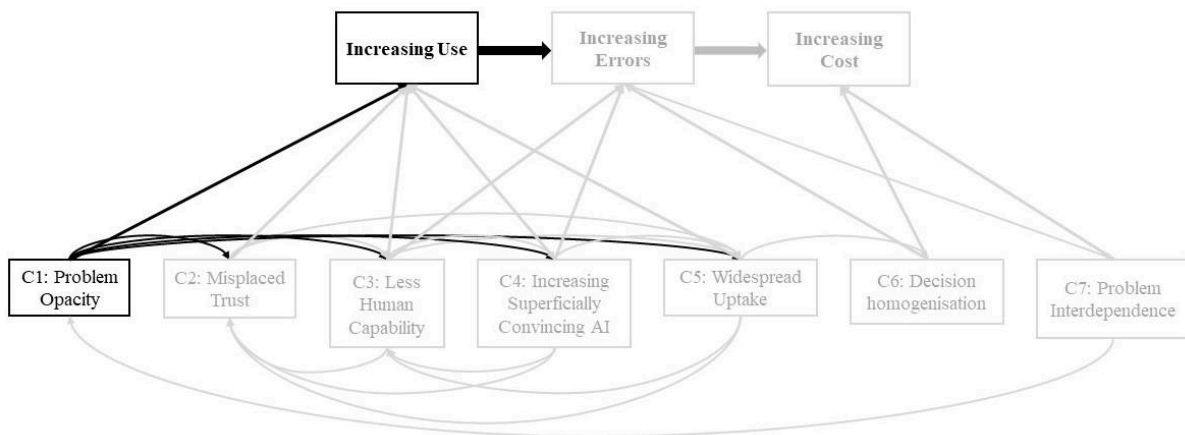 Increasing Use
Increasing
Errors
Increasing
Cost
C1: Problem
Opacity
C2: Misplaced
Trust
C3: Less
Human
Capability
C4: Increasing
Superficially
Convincing AI
C5: Widespread
Uptake
C6: Decision
homogenisation
C7: Problem
Interdependence